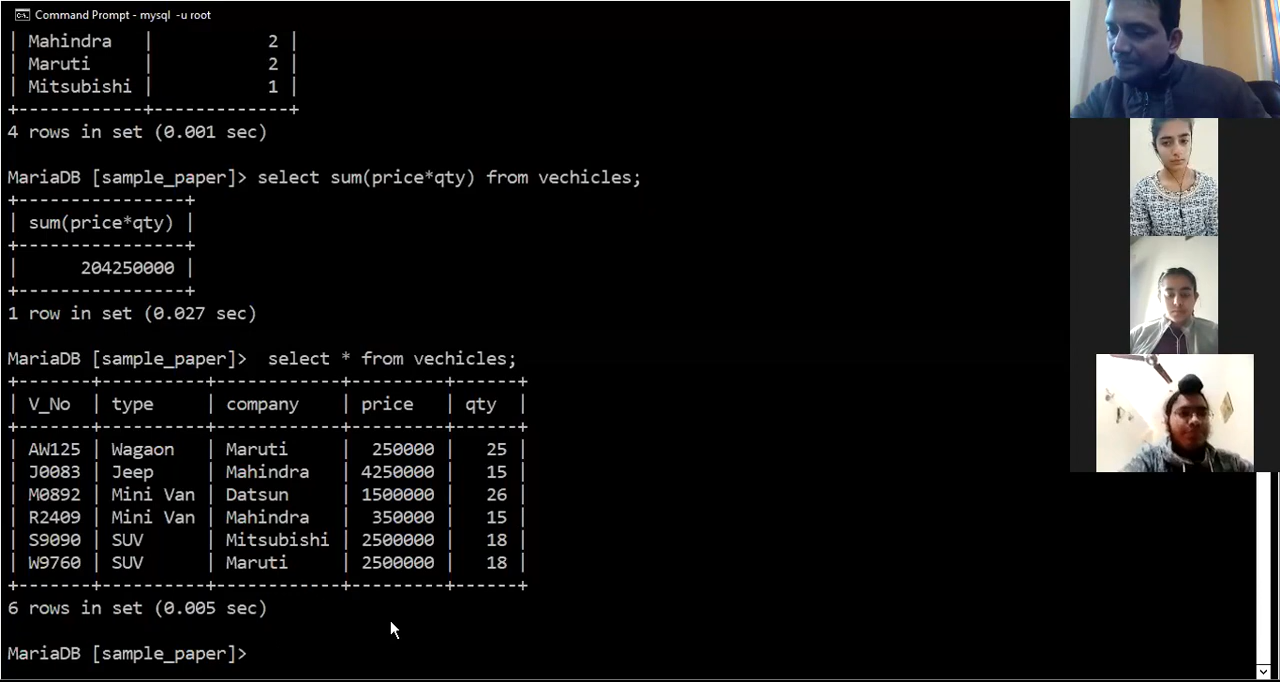 Command Prompt - mysql -u root
| Mahindra   |           2 |
| Maruti     |           2 |
| Mitsubishi |           1 |
+------------+-------------+
4 rows in set (0.001 sec)
MariaDB [sample_paper]> select sum(price*qty) from vechicles;
+----------------+
| sum(price*qty) |
+----------------+
|      204250000 |
+----------------+
1 row in set (0.027 sec)
MariaDB [sample_paper]>  select * from vechicles;
+-------+----------+------------+---------+------+
| V_No  | type     | company    | price   | qty  |
+-------+----------+------------+---------+------+
| AW125 | Wagaon   | Maruti     |  250000 |   25 |
| J0083 | Jeep     | Mahindra   | 4250000 |   15 |
| M0892 | Mini Van | Datsun     | 1500000 |   26 |
| R2409 | Mini Van | Mahindra   |  350000 |   15 |
| S9090 | SUV      | Mitsubishi | 2500000 |   18 |
| W9760 | SUV      | Maruti     | 2500000 |   18 |
+-------+----------+------------+---------+------+
6 rows in set (0.005 sec)
MariaDB [sample_paper]>